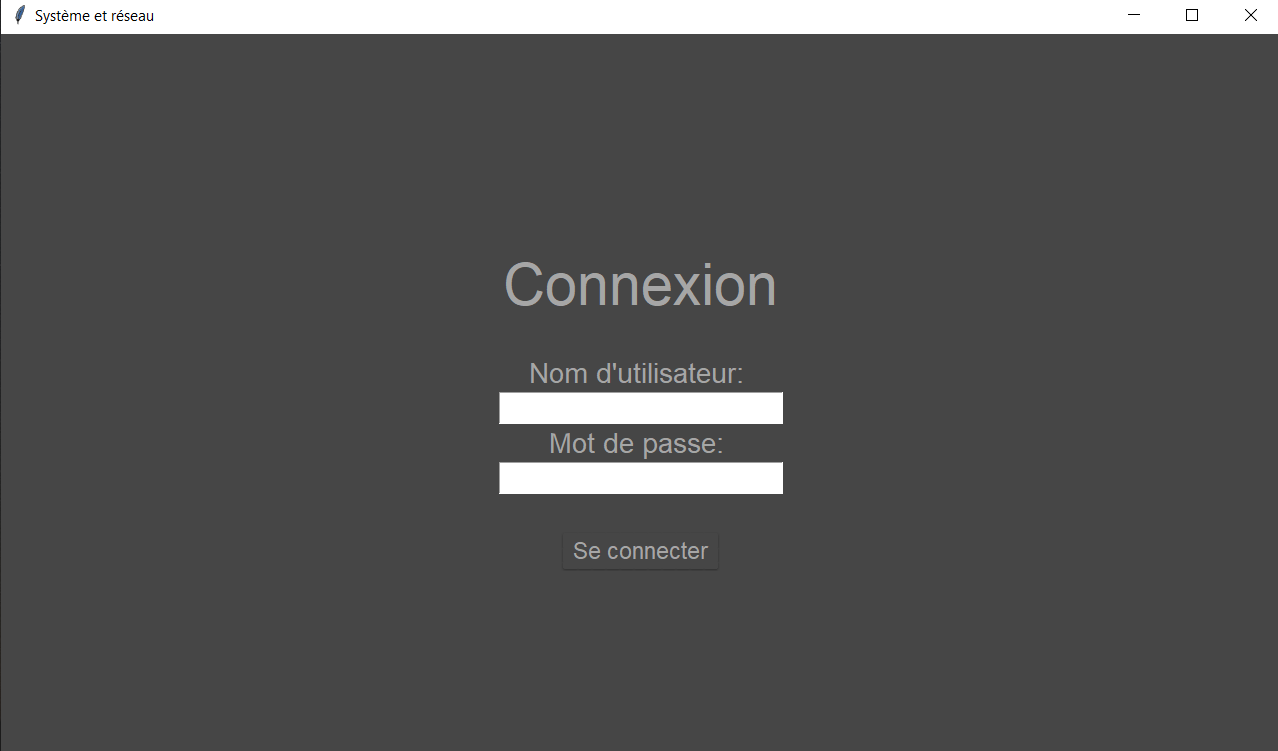 Système et réseau
Connexion
Nom d'utilisateur:
Mot de passe:
Se connecter